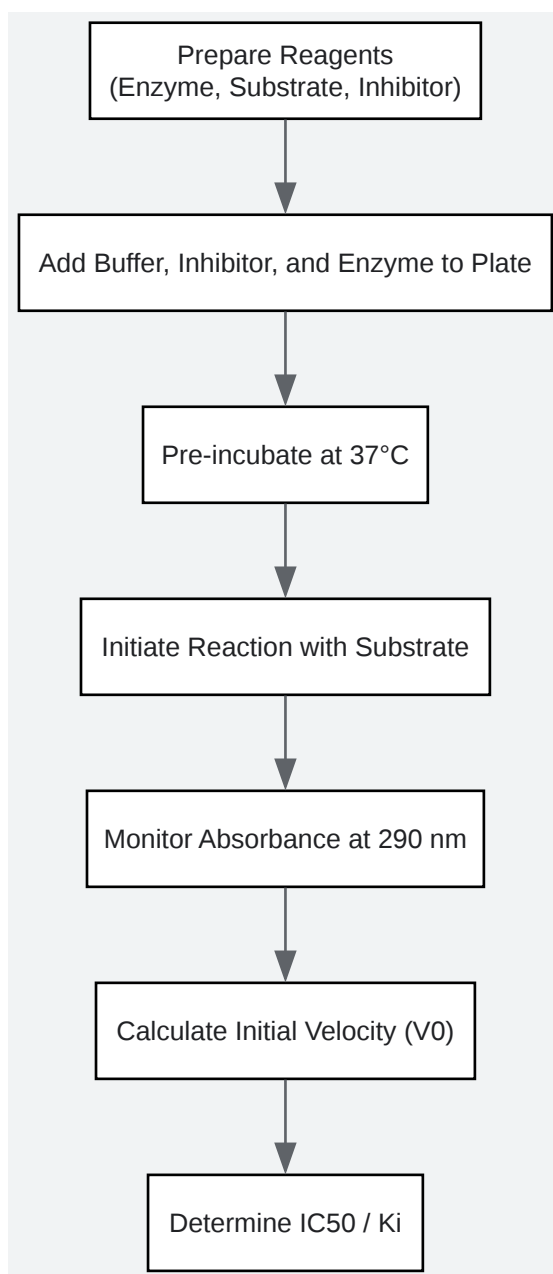 Prepare Reagents
(Enzyme, Substrate, Inhibitor)
Add Buffer, Inhibitor, and Enzyme to Plate
Pre-incubate at 37°C
Initiate Reaction with Substrate
Monitor Absorbance at 290 nm
Calculate Initial Velocity (V0)
Determine IC50 / Ki